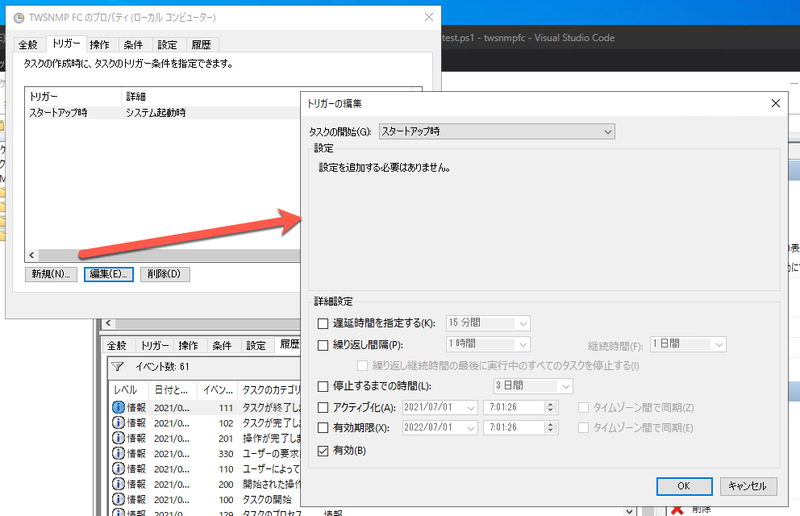 TWSNMP FC のプロパティ (ローカル コンピューター)
test.ps1 - twsnmpfc - Visual Studio Code
全般 トリガー 操作 条件 設定 履歴
タスクの作成時に、タスクのトリガー条件を指定できます。
トリガー 詳細
スタートアップ時 システム起動時
新規(N)... 編集(E)... 削除(D)
トリガーの編集
タスクの開始(G): スタートアップ時
設定
設定を追加する必要はありません。
詳細設定
遅延時間を指定する(K): 15 分間
繰り返し間隔(P): 1 時間 継続時間(F): 1 日間
繰り返し継続時間の最後に実行中のすべてのタスクを停止する(I)
停止するまでの時間(L): 3 日間
アクティブ化(A): 2021/07/01 7:01:26 タイムゾーン間で同期(Z)
有効期限(X): 2022/07/01 7:01:26 タイムゾーン間で同期(E)
有効(B)
OK キャンセル
全般 トリガー 操作 条件 設定 履歴
イベント数: 61
レベル 日付と... イベン... タスクのカテゴリ
情報 2021/0... 111 タスクが終了し
情報 2021/0... 102 タスクが完了し
情報 2021/0... 201 操作が完了しま
情報 2021/0... 330 ユーザーの要求
情報 2021/0... 110 ユーザーによって
情報 2021/0... 200 開始された操作
情報 2021/0... 100 タスクの開始
情報 2021/0... 129 タスクのプロセス 情報
削除